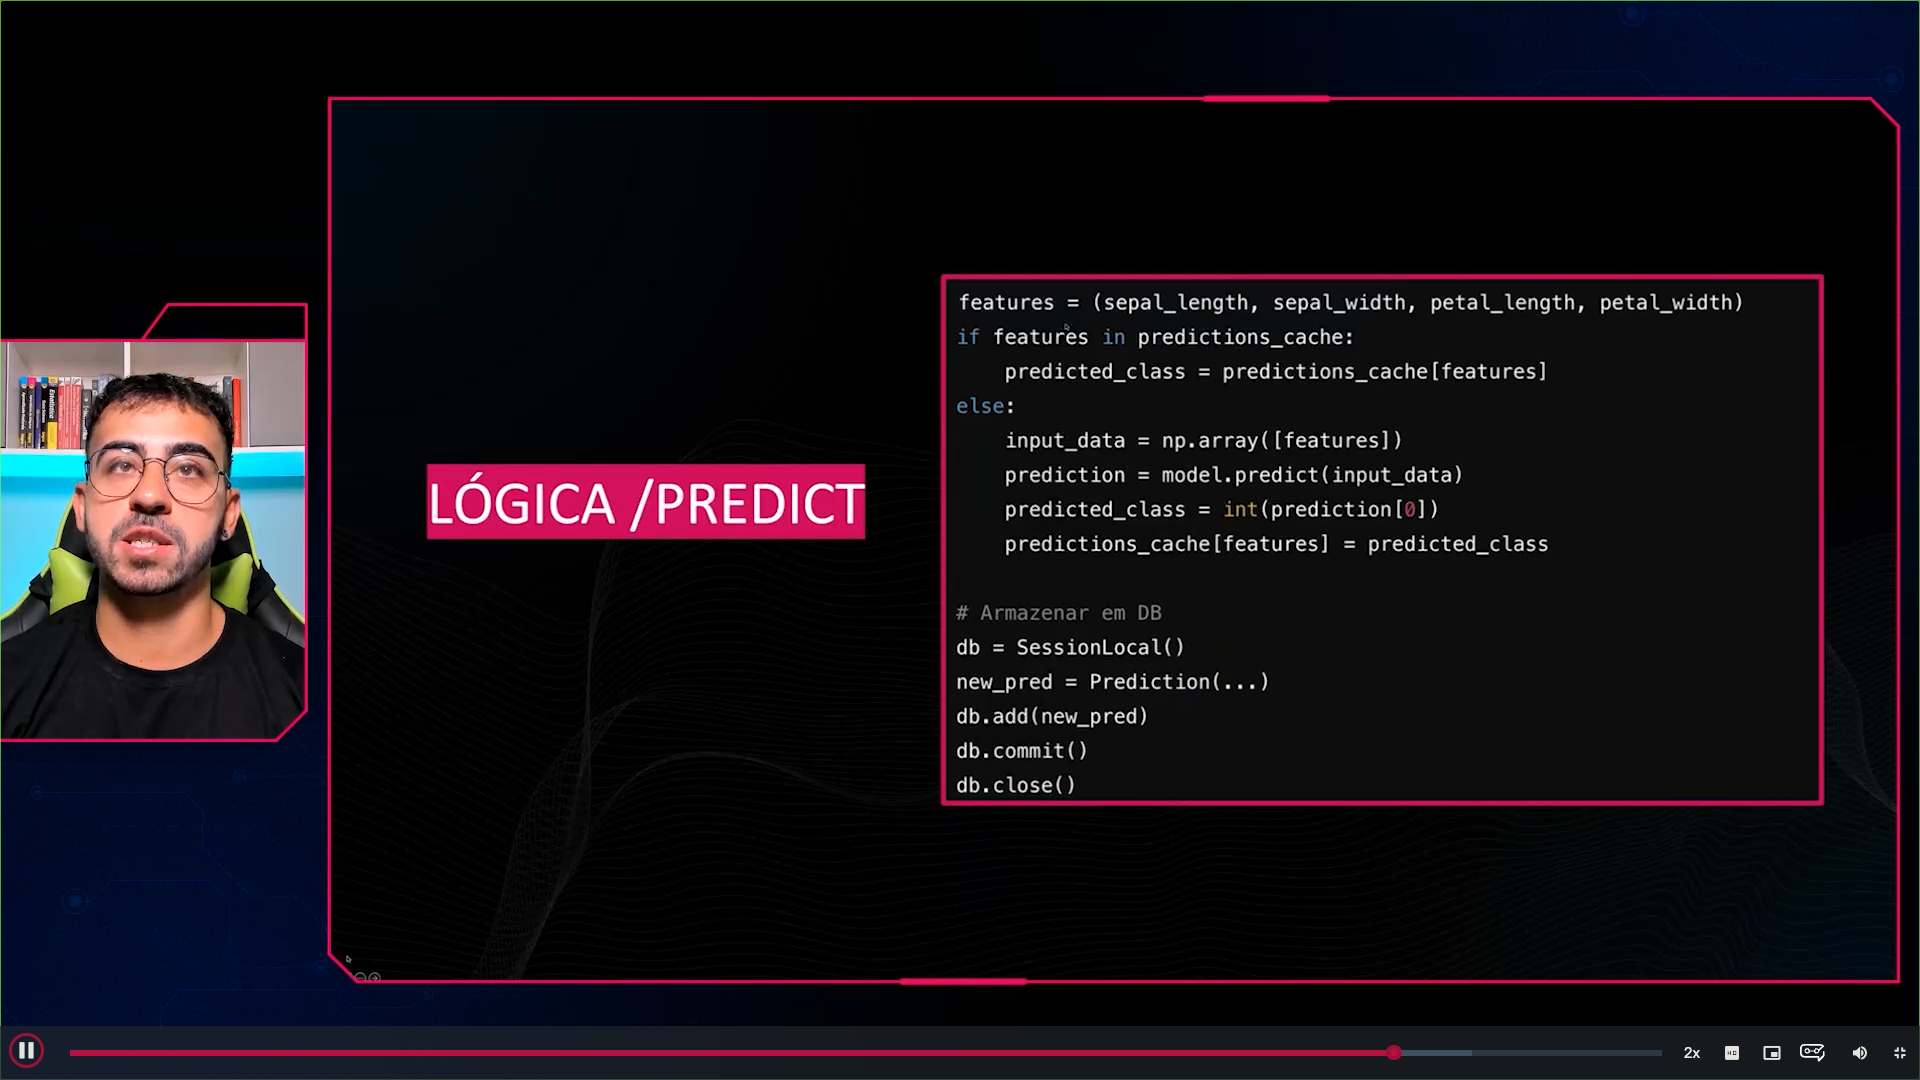 LÓGICA /PREDICT
features = (sepal_length, sepal_width, petal_length, petal_width)
if features in predictions_cache:
    predicted_class = predictions_cache[features]
else:
    input_data = np.array([features])
    prediction = model.predict(input_data)
    predicted_class = int(prediction[0])
    predictions_cache[features] = predicted_class
# Armazenar em DB
db = SessionLocal()
new_pred = Prediction(...)
db.add(new_pred)
db.commit()
db.close()
2x
HD